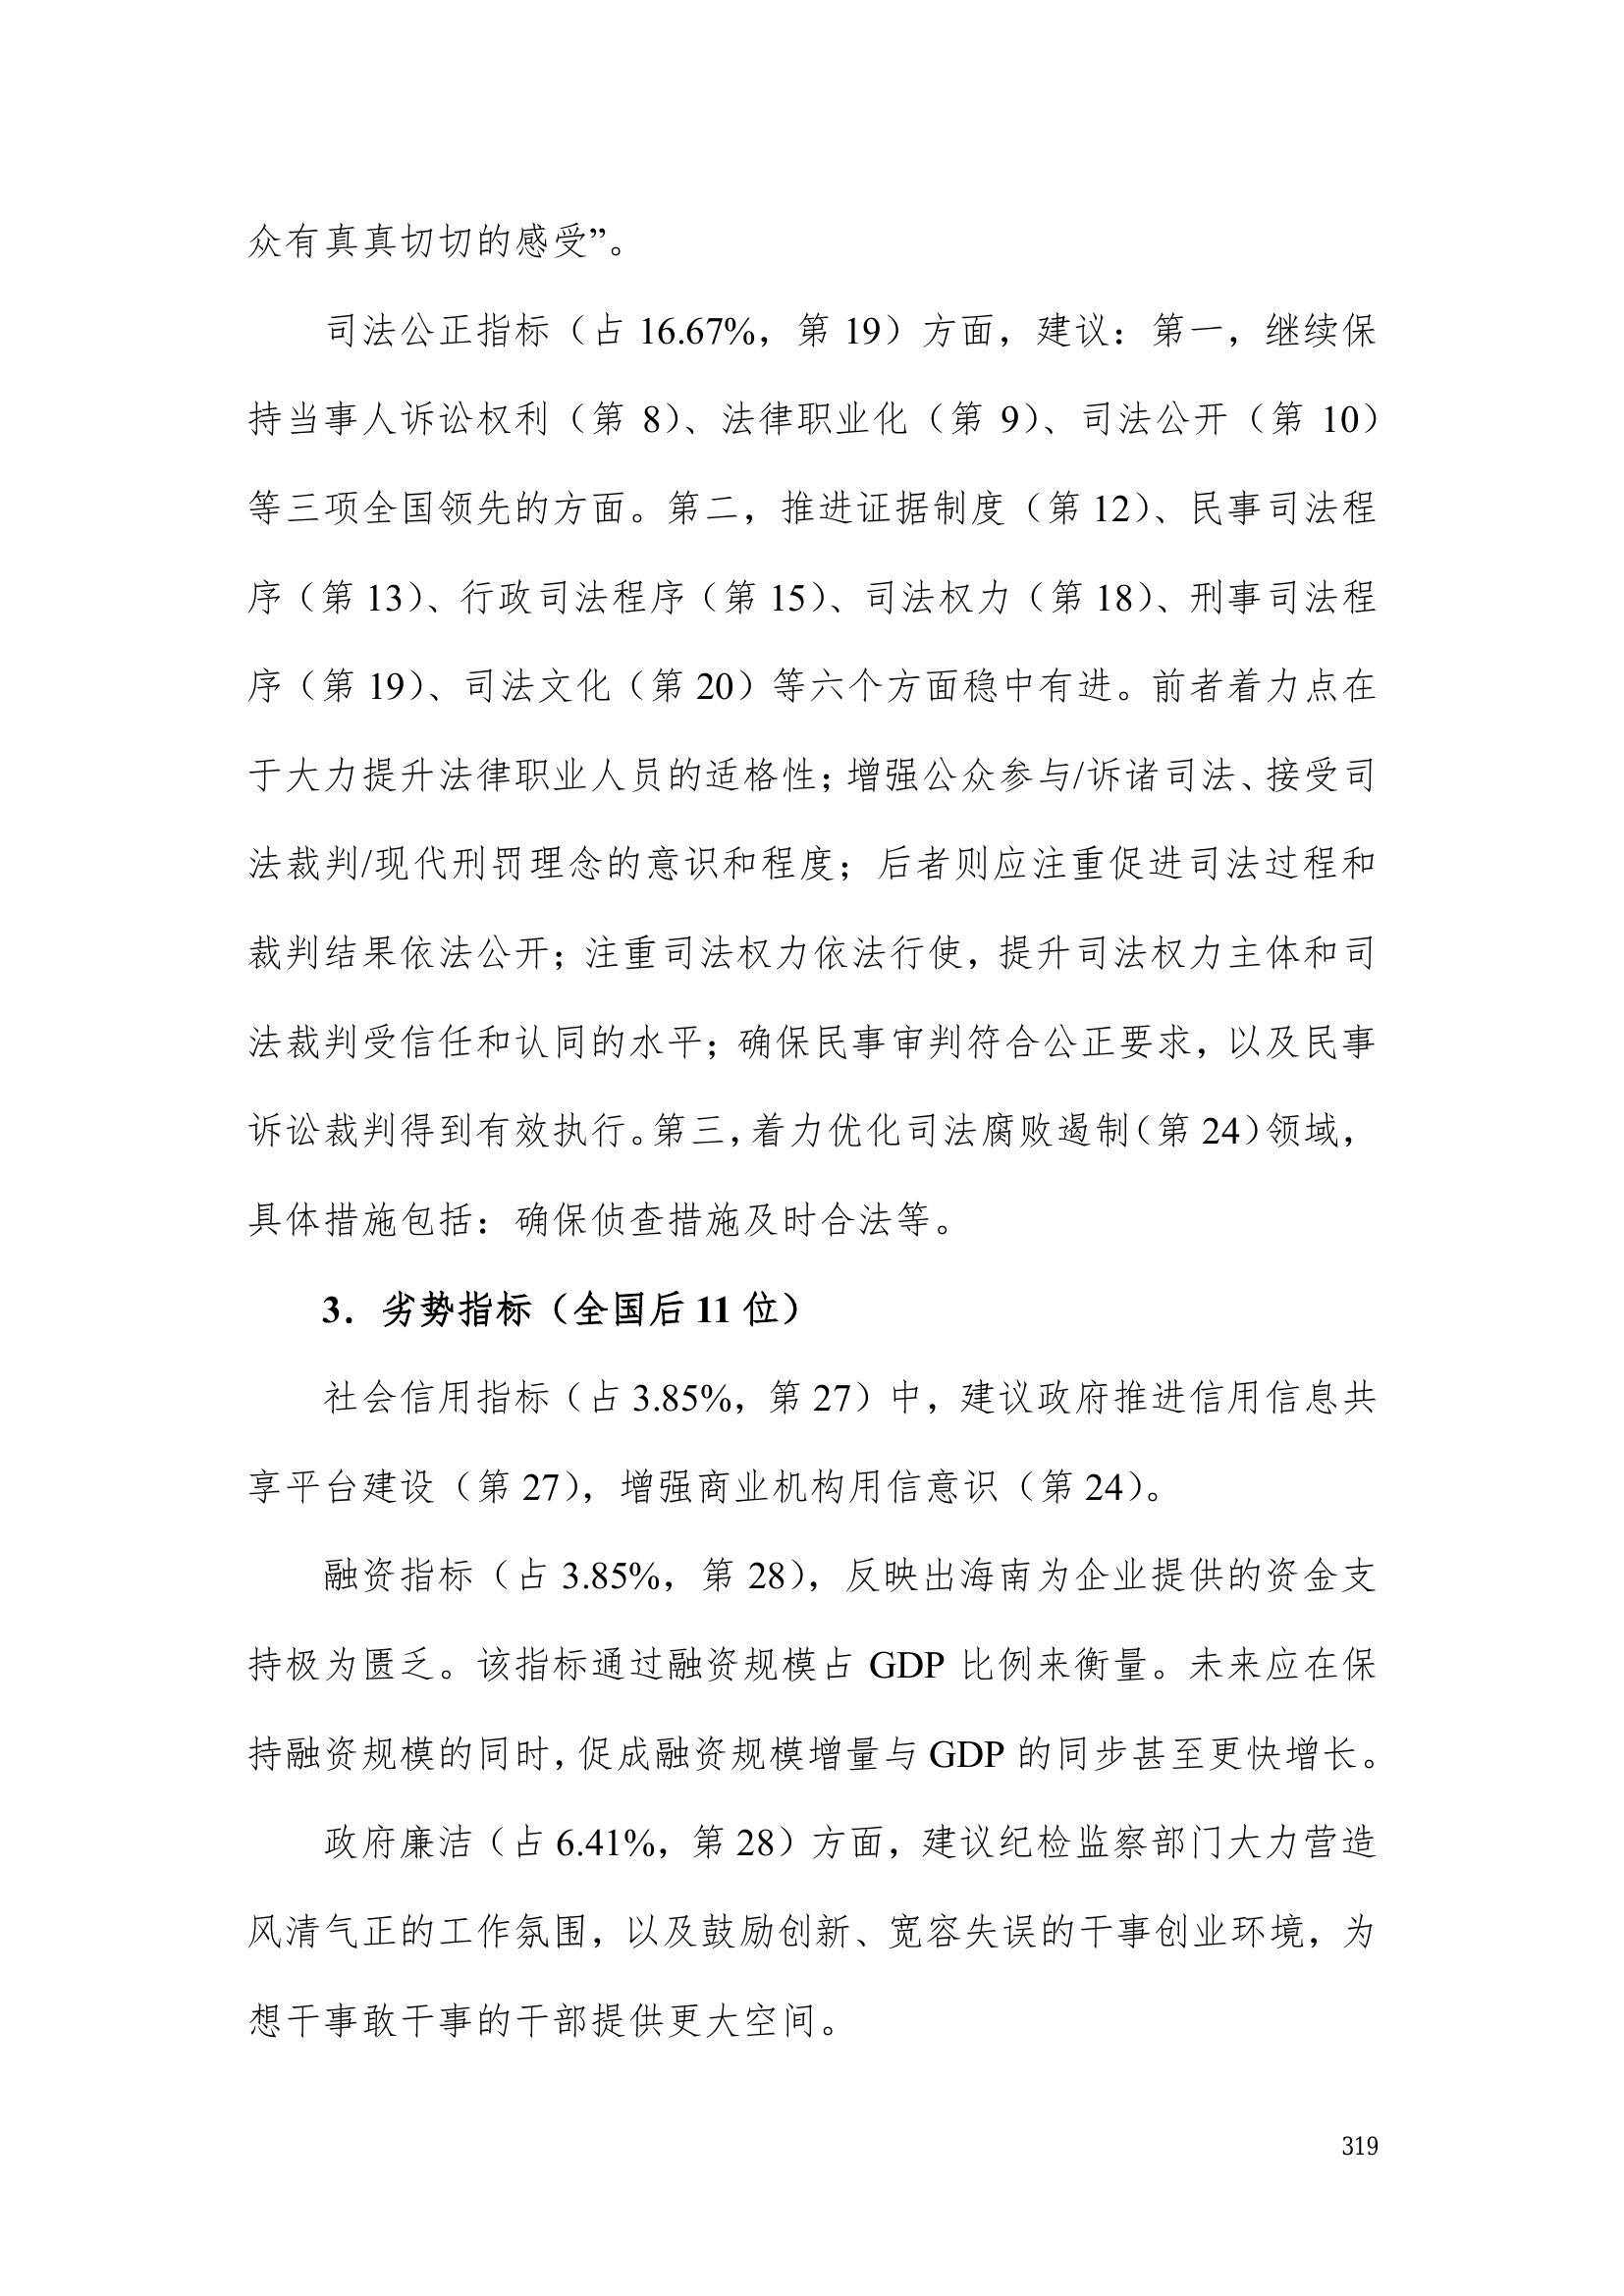 众有真真切切的感受”。
司法公正指标（占 16.67%，第 19）方面，建议：第一，继续保
持当事人诉讼权利（第 8）、法律职业化（第 9）、司法公开（第 10）
等三项全国领先的方面。第二，推进证据制度（第 12）、民事司法程
序（第 13）、行政司法程序（第 15）、司法权力（第 18）、刑事司法程
序（第 19）、司法文化（第 20）等六个方面稳中有进。前者着力点在
于大力提升法律职业人员的适格性；增强公众参与/诉诸司法、接受司
法裁判/现代刑罚理念的意识和程度；后者则应注重促进司法过程和
裁判结果依法公开；注重司法权力依法行使，提升司法权力主体和司
法裁判受信任和认同的水平；确保民事审判符合公正要求，以及民事
诉讼裁判得到有效执行。第三，着力优化司法腐败遏制（第 24）领域，
具体措施包括：确保侦查措施及时合法等。
3．劣势指标（全国后 11 位）
社会信用指标（占 3.85%，第 27）中，建议政府推进信用信息共
享平台建设（第 27），增强商业机构用信意识（第 24）。
融资指标（占 3.85%，第 28），反映出海南为企业提供的资金支
持极为匮乏。该指标通过融资规模占 GDP 比例来衡量。未来应在保
持融资规模的同时，促成融资规模增量与 GDP 的同步甚至更快增长。
政府廉洁（占 6.41%，第 28）方面，建议纪检监察部门大力营造
风清气正的工作氛围，以及鼓励创新、宽容失误的干事创业环境，为
想干事敢干事的干部提供更大空间。
319